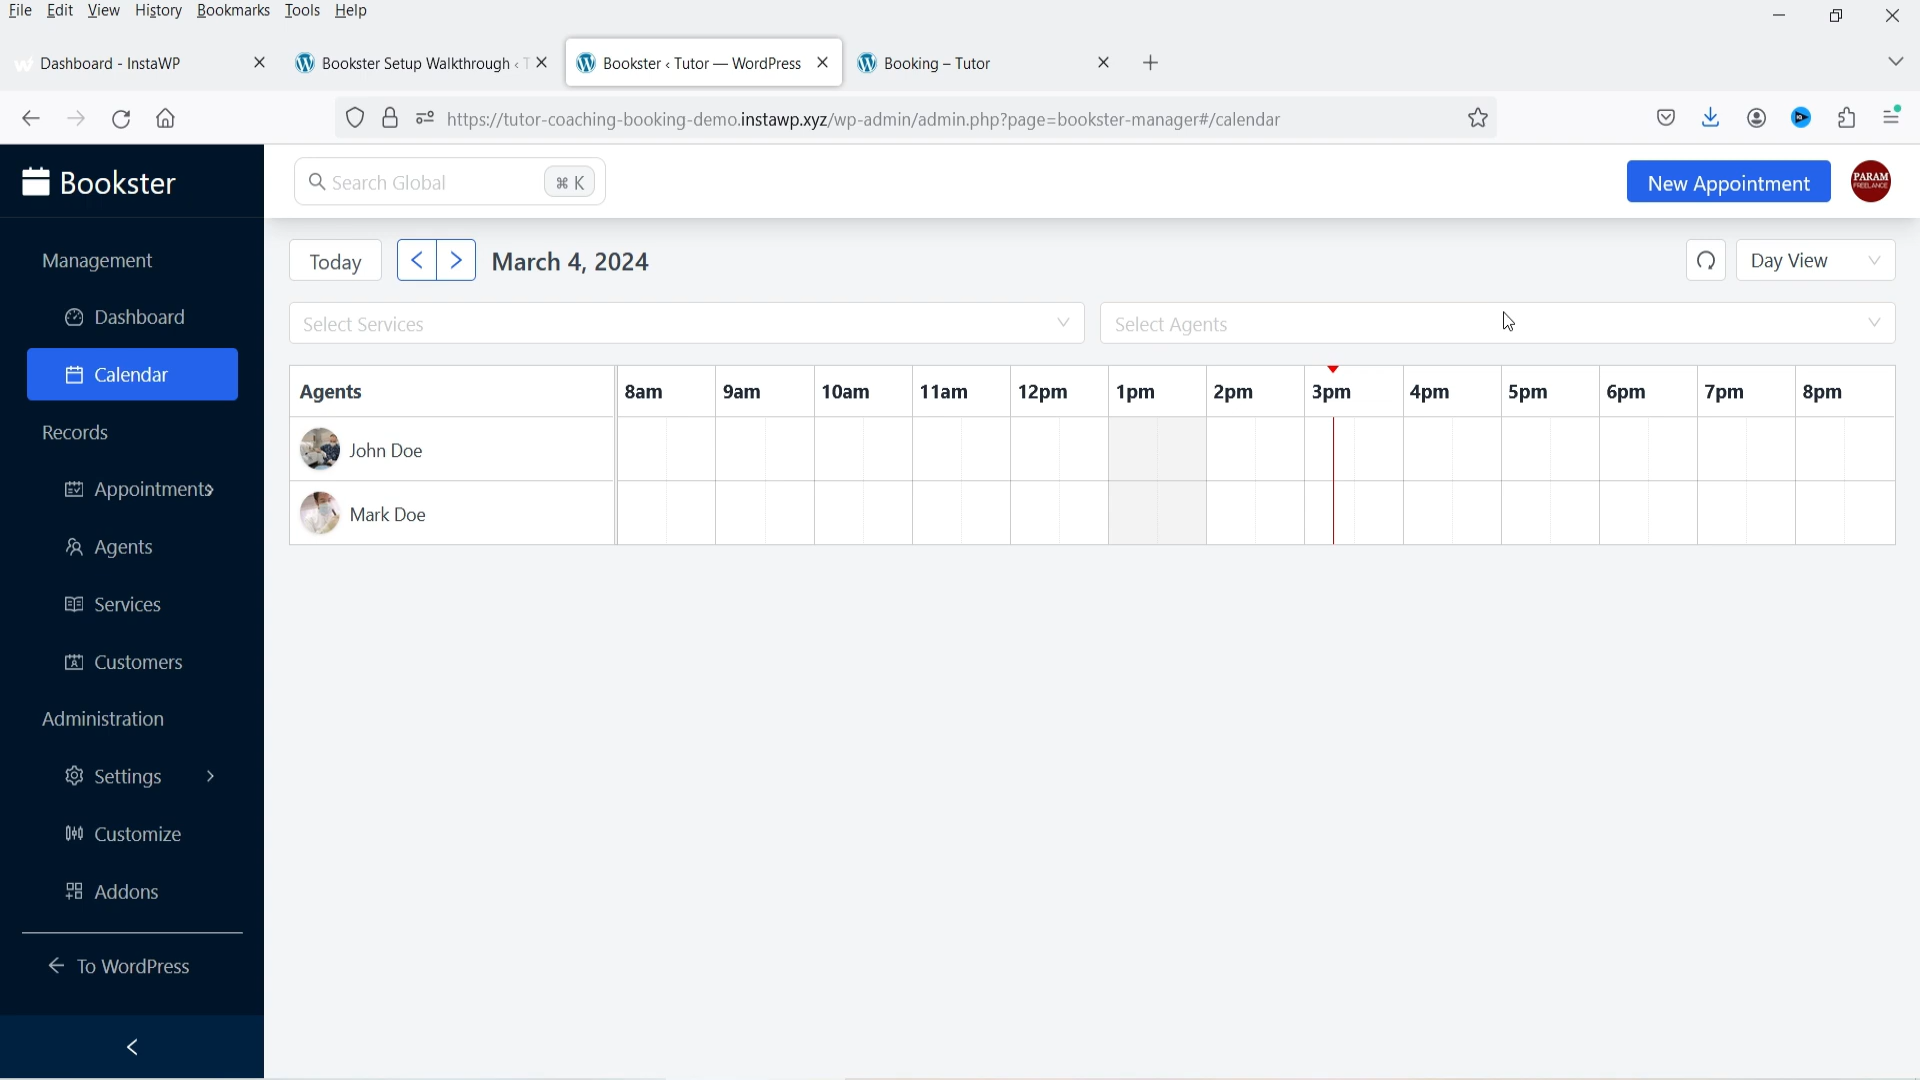 File Edit View History Bookmarks Tools Help
Dashboard - InstaWP
Bookster Setup Walkthrough ‹ T
Bookster ‹ Tutor — WordPress
Booking – Tutor
https://tutor-coaching-booking-demo.instawp.xyz/wp-admin/admin.php?page=bookster-manager#/calendar
Bookster
Search Global ⌘ K
New Appointment
PARAM
FREELANCE
Management
Dashboard
Calendar
Records
Appointments
Agents
Services
Customers
Administration
Settings
Customize
Addons
To WordPress
Today
March 4, 2024
Day View
Select Services
Select Agents
Agents 8am 9am 10am 11am 12pm 1pm 2pm 3pm 4pm 5pm 6pm 7pm 8pm
John Doe
Mark Doe